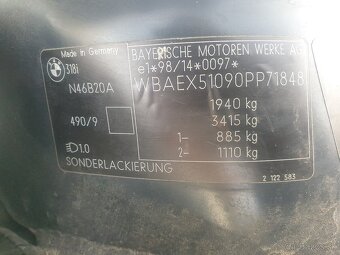 Made in Germany
BAYERISCHE MOTOREN WERKE AG
318i
e1*98/14*0097*
N46B20A
WBAEX51090PP71848
1940 kg
3415 kg
490/9
1- 885 kg
2- 1110 kg
1.0
SONDERLACKIERUNG
2 122 583